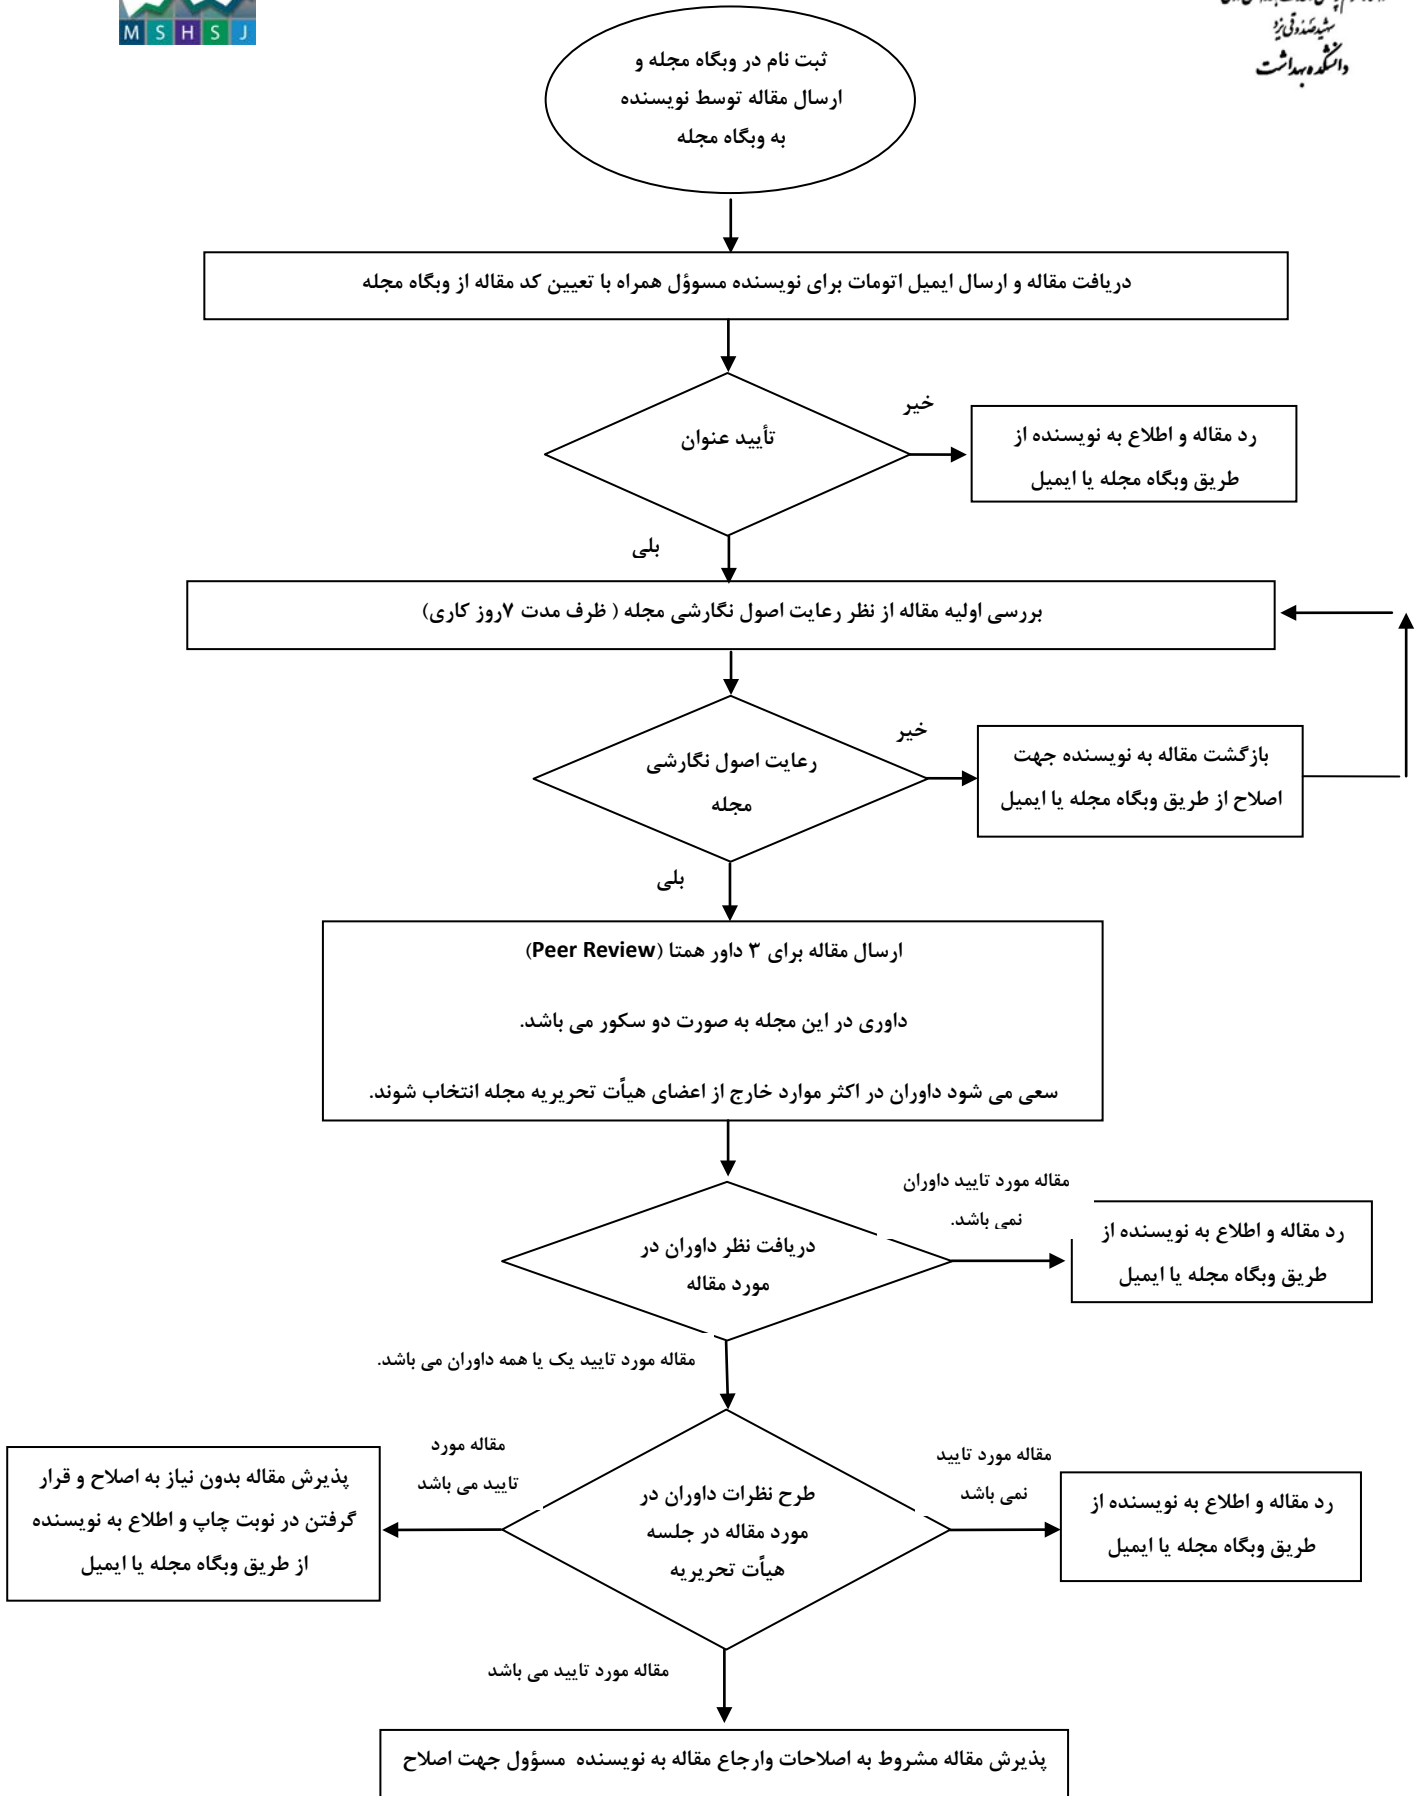 M S H S J
شهید صدوقی یزد
دانشکده بهداشت
ثبت نام در وبگاه مجله و
ارسال مقاله توسط نویسنده
به وبگاه مجله
دریافت مقاله و ارسال ایمیل اتومات برای نویسنده مسوؤل همراه با تعیین کد مقاله از وبگاه مجله
تأیید عنوان
خیر
رد مقاله و اطلاع به نویسنده از
طریق وبگاه مجله یا ایمیل
بلی
بررسی اولیه مقاله از نظر رعایت اصول نگارشی مجله ( ظرف مدت ۷روز کاری)
رعایت اصول نگارشی
مجله
خیر
بازگشت مقاله به نویسنده جهت
اصلاح از طریق وبگاه مجله یا ایمیل
بلی
ارسال مقاله برای ۳ داور همتا (Peer Review)
داوری در این مجله به صورت دو سکور می باشد.
سعی می شود داوران در اکثر موارد خارج از اعضای هیأت تحریریه مجله انتخاب شوند.
دریافت نظر داوران در
مورد مقاله
مقاله مورد تایید داوران
نمی باشد.
رد مقاله و اطلاع به نویسنده از
طریق وبگاه مجله یا ایمیل
مقاله مورد تایید یک یا همه داوران می باشد.
طرح نظرات داوران در
مورد مقاله در جلسه
هیأت تحریریه
مقاله مورد تایید
نمی باشد
رد مقاله و اطلاع به نویسنده از
طریق وبگاه مجله یا ایمیل
مقاله مورد
تایید می باشد
پذیرش مقاله بدون نیاز به اصلاح و قرار
گرفتن در نوبت چاپ و اطلاع به نویسنده
از طریق وبگاه مجله یا ایمیل
مقاله مورد تایید می باشد
پذیرش مقاله مشروط به اصلاحات وارجاع مقاله به نویسنده مسؤول جهت اصلاح